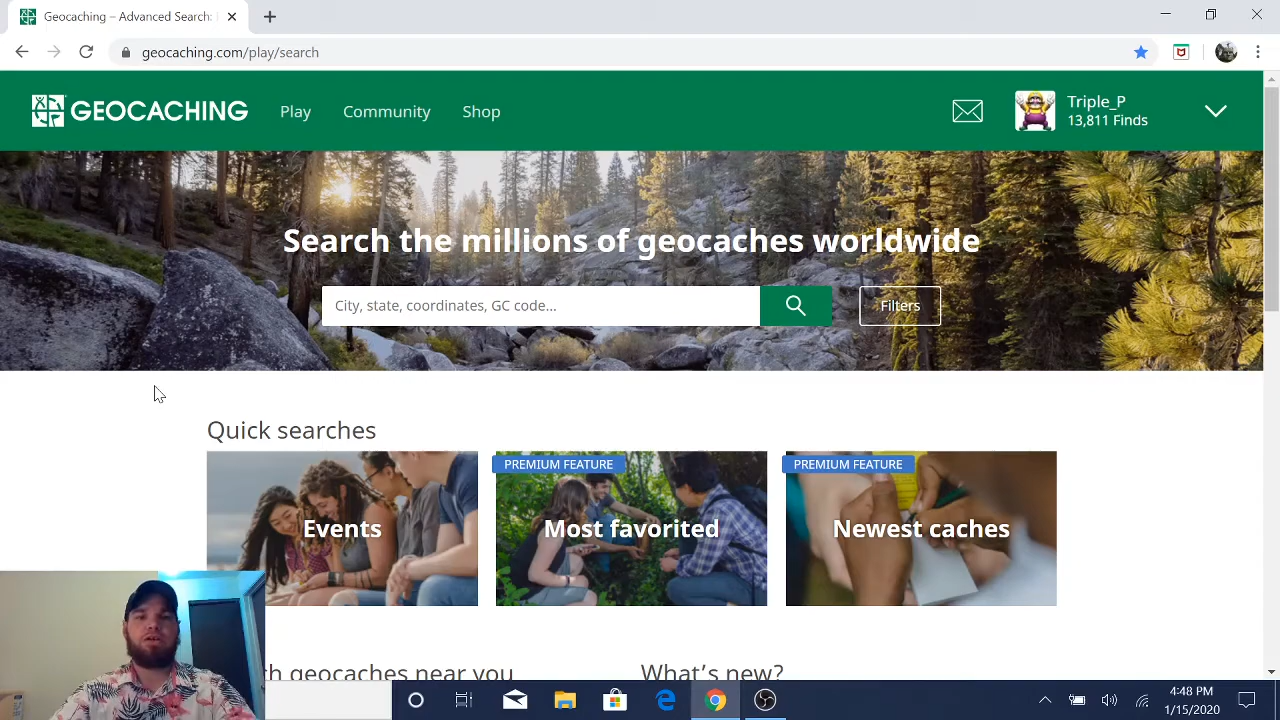 Geocaching – Advanced Search:
geocaching.com/play/search
GEOCACHING
Play
Community
Shop
Triple_P
13,811 Finds
Search the millions of geocaches worldwide
City, state, coordinates, GC code...
Filters
Quick searches
Events
PREMIUM FEATURE
Most favorited
PREMIUM FEATURE
Newest caches
geocaches near you
What's new?
4:48 PM
1/15/2020